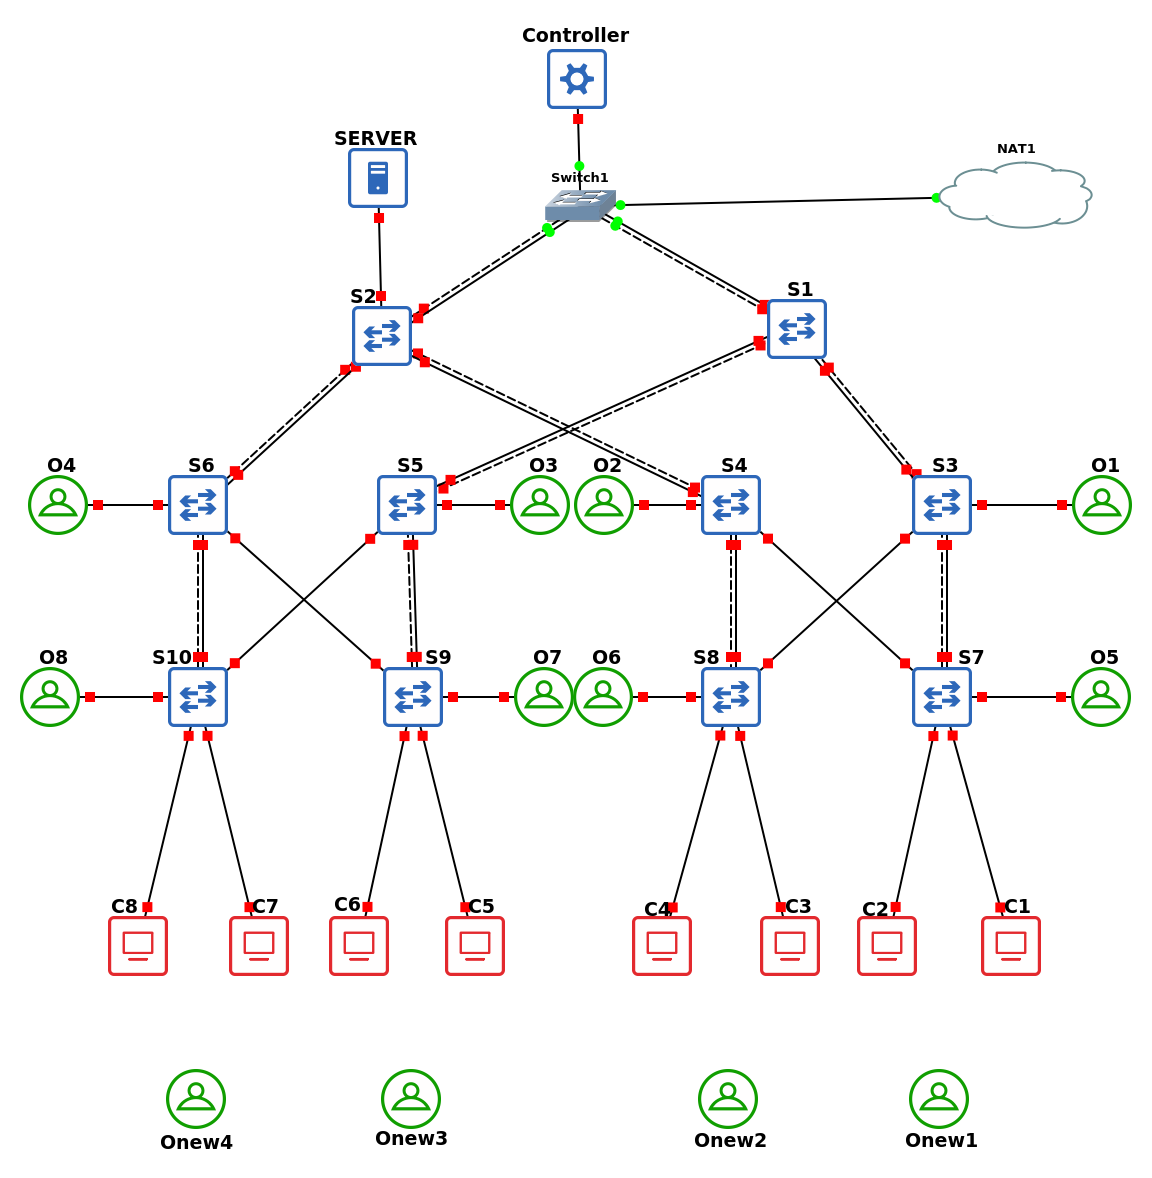 Controller
SERVER
NAT1
Switch1
S2
S1
O4
S6
S5
O3
O2
S4
S3
O1
O8
S10
S9
O7
O6
S8
S7
O5
C8
C7
C6
C5
C4
C3
C2
C1
Onew4
Onew3
Onew2
Onew1